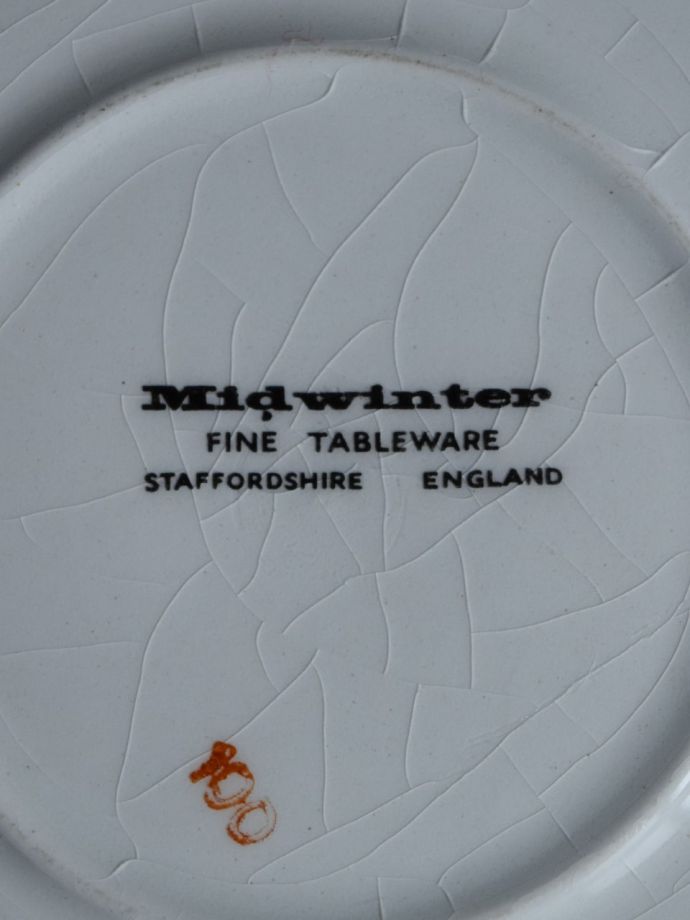 Midwinter
FINE TABLEWARE
STAFFORDSHIRE ENGLAND